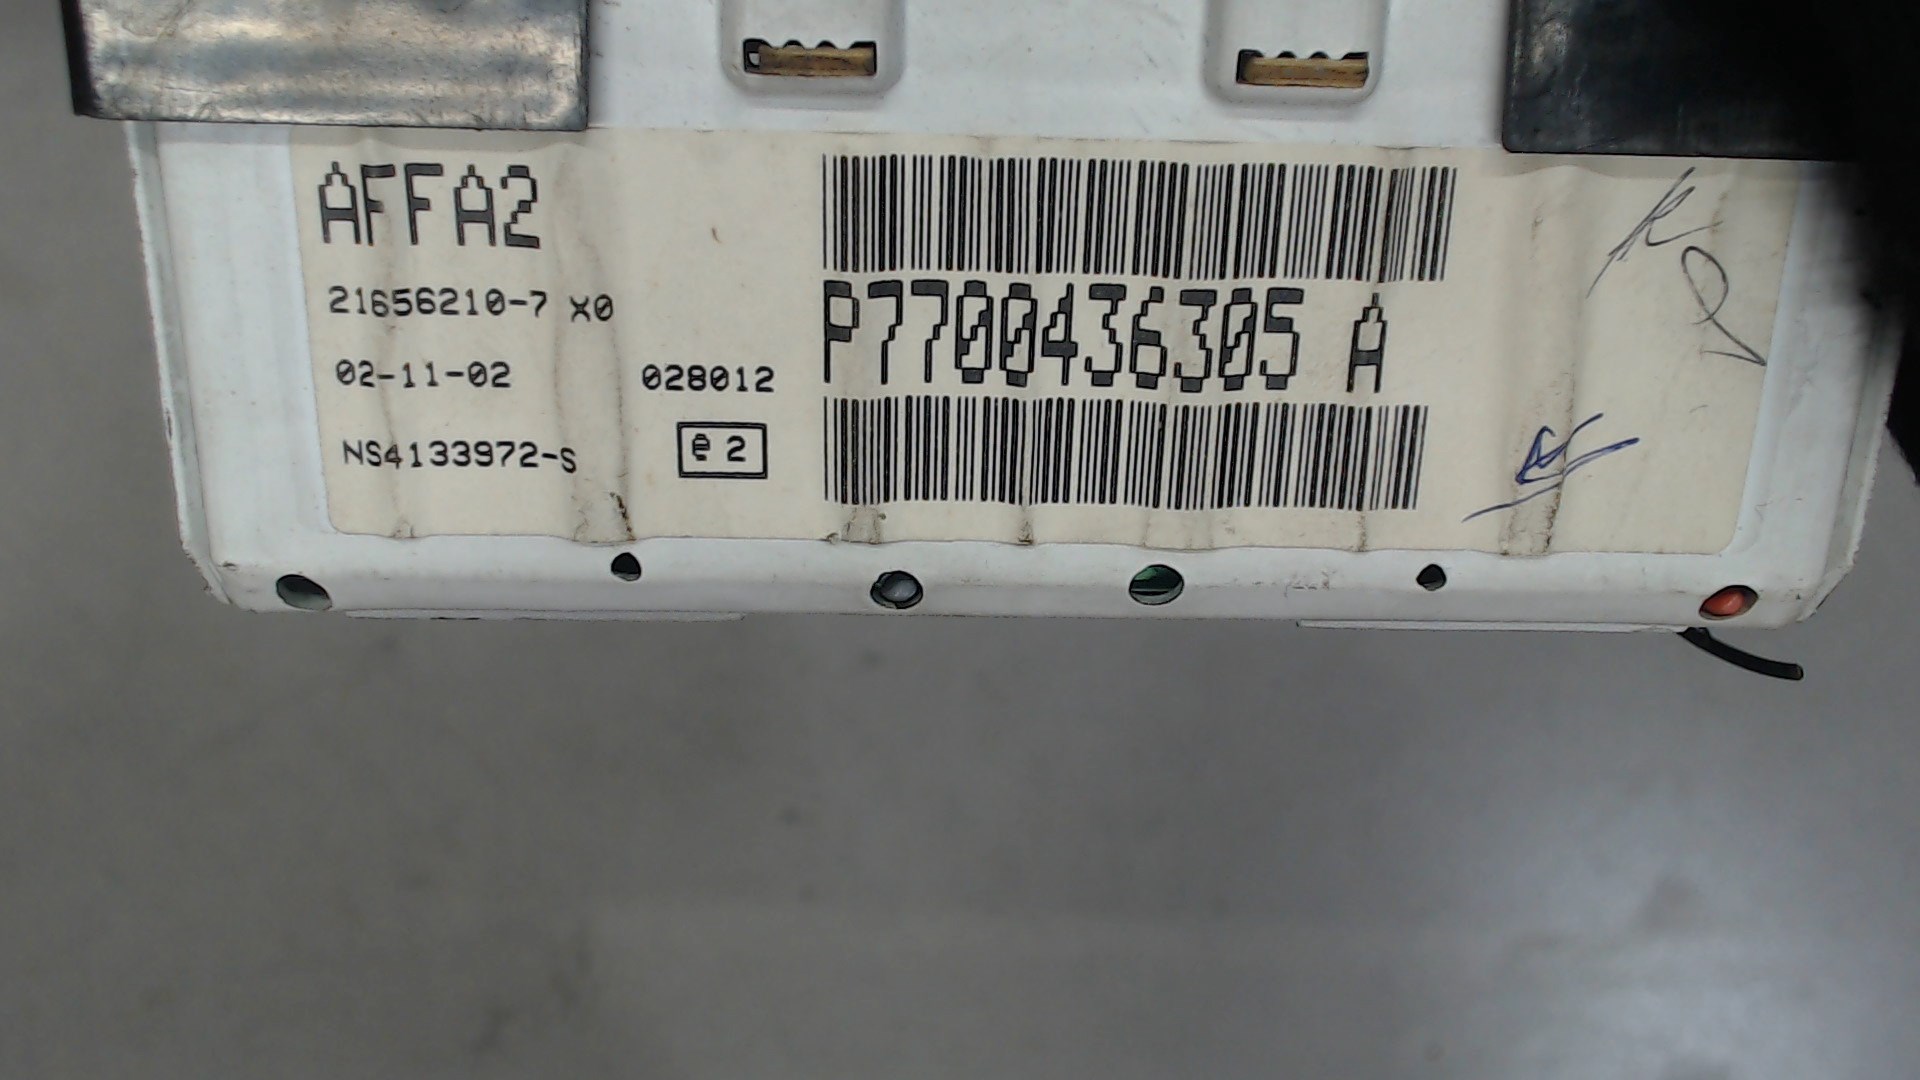 AFFA2
21656210-7 X0
P7700436305 A
02-11-02 028012
NS4133972-S e 2